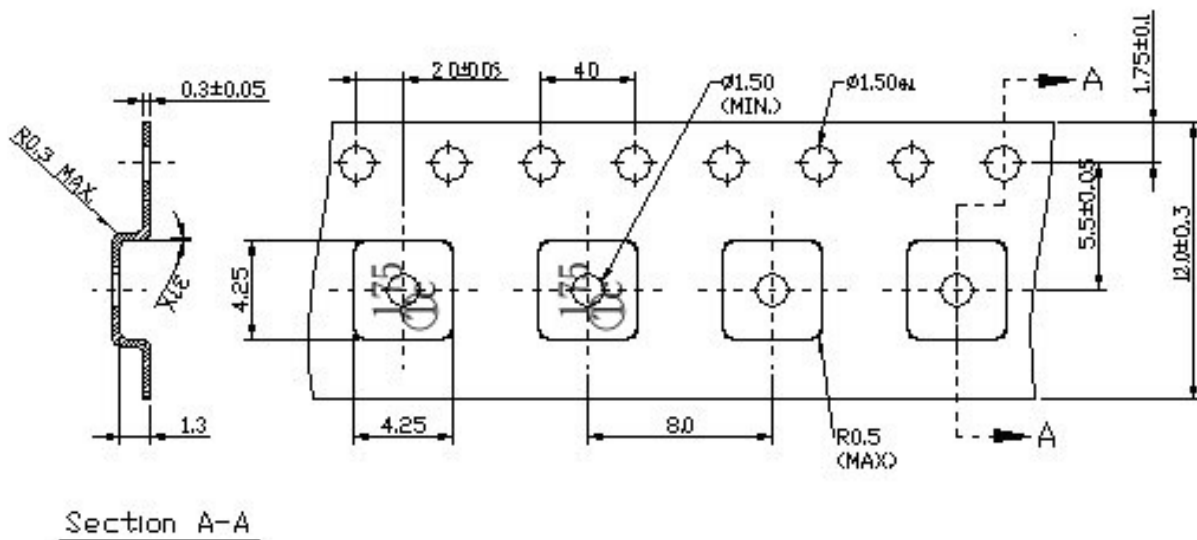 0.3±0.05
2.0±0.05
4.0
Ø1.50
(MIN.)
Ø1.50
A
1.75±0.1
R0.3 MAX.
5.5±0.05
12.0±0.3
4.25
1.3
4.25
8.0
R0.5
(MAX)
A
Section A-A